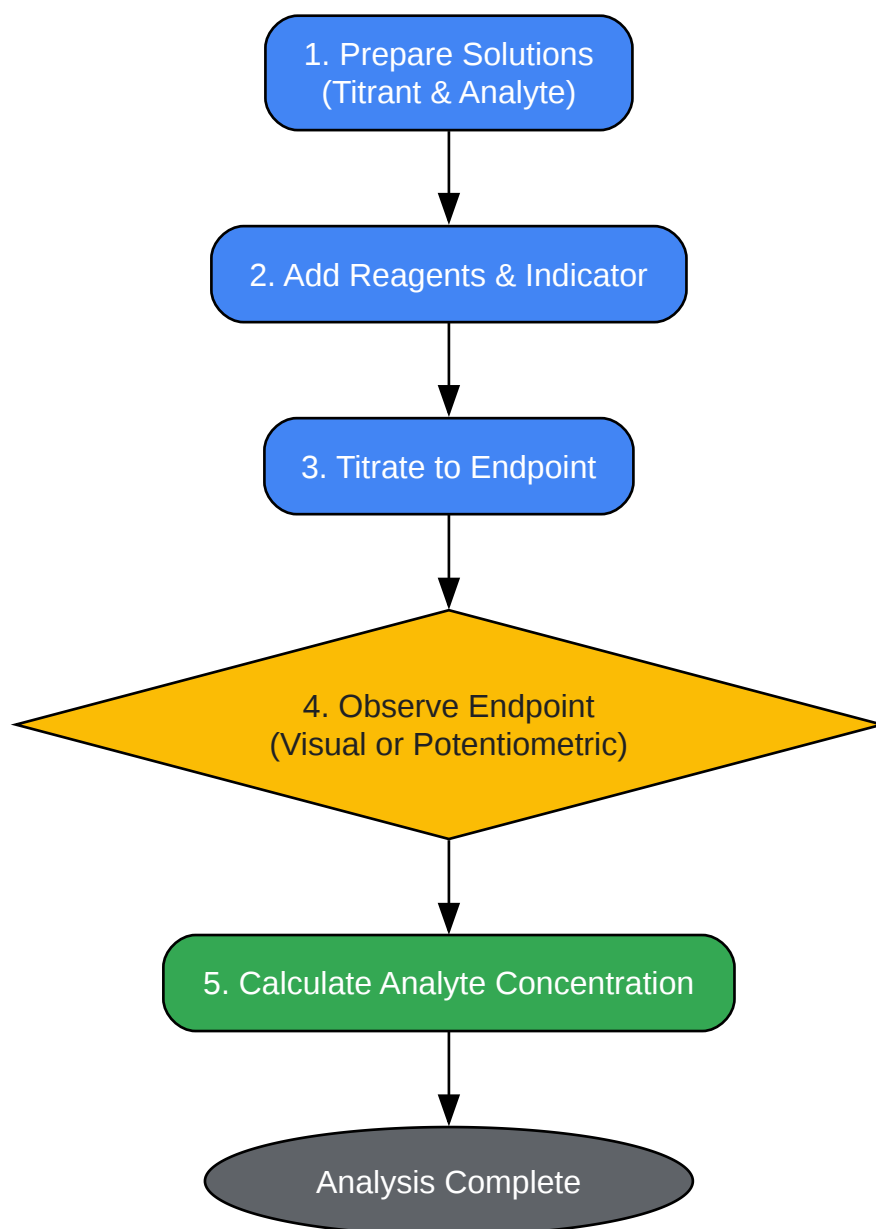 1. Prepare Solutions
(Titrant & Analyte)
2. Add Reagents & Indicator
3. Titrate to Endpoint
4. Observe Endpoint
(Visual or Potentiometric)
5. Calculate Analyte Concentration
Analysis Complete